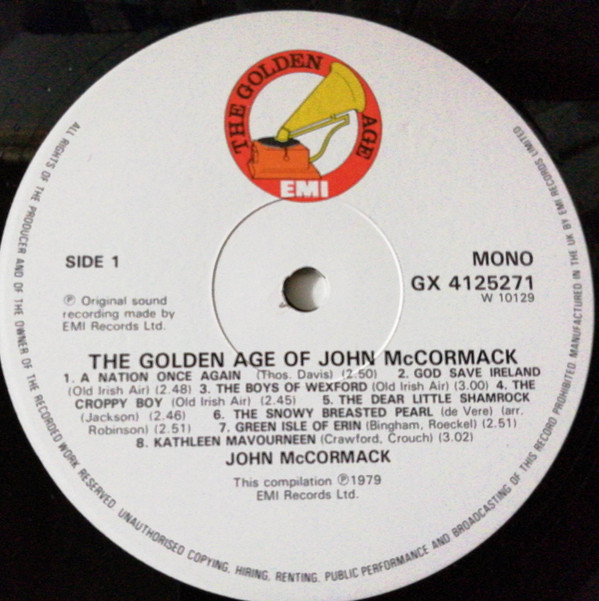 THE GOLDEN AGE
EMI
SIDE 1
MONO
GX 4125271
W 10129
℗ Original sound
recording made by
EMI Records Ltd.
THE GOLDEN AGE OF JOHN McCORMACK
1. A NATION ONCE AGAIN (Thos. Davis) (2.50) 2. GOD SAVE IRELAND
(Old Irish Air) (2.48) 3. THE BOYS OF WEXFORD (Old Irish Air) (3.00) 4. THE
CROPPY BOY (Old Irish Air) (2.45) 5. THE DEAR LITTLE SHAMROCK
(Jackson) (2.46) 6. THE SNOWY BREASTED PEARL (de Vere) (arr.
Robinson) (2.51) 7. GREEN ISLE OF ERIN (Bingham, Roeckel) (2.51)
8. KATHLEEN MAVOURNEEN (Crawford, Crouch) (3.02)
JOHN McCORMACK
This compilation ℗1979
EMI Records Ltd.
ALL RIGHTS OF THE PRODUCER AND OF THE OWNER OF THE RECORDED WORK RESERVED. UNAUTHORISED COPYING, HIRING, RENTING, PUBLIC PERFORMANCE AND BROADCASTING OF THIS RECORD PROHIBITED. MANUFACTURED IN THE UK BY EMI RECORDS LIMITED